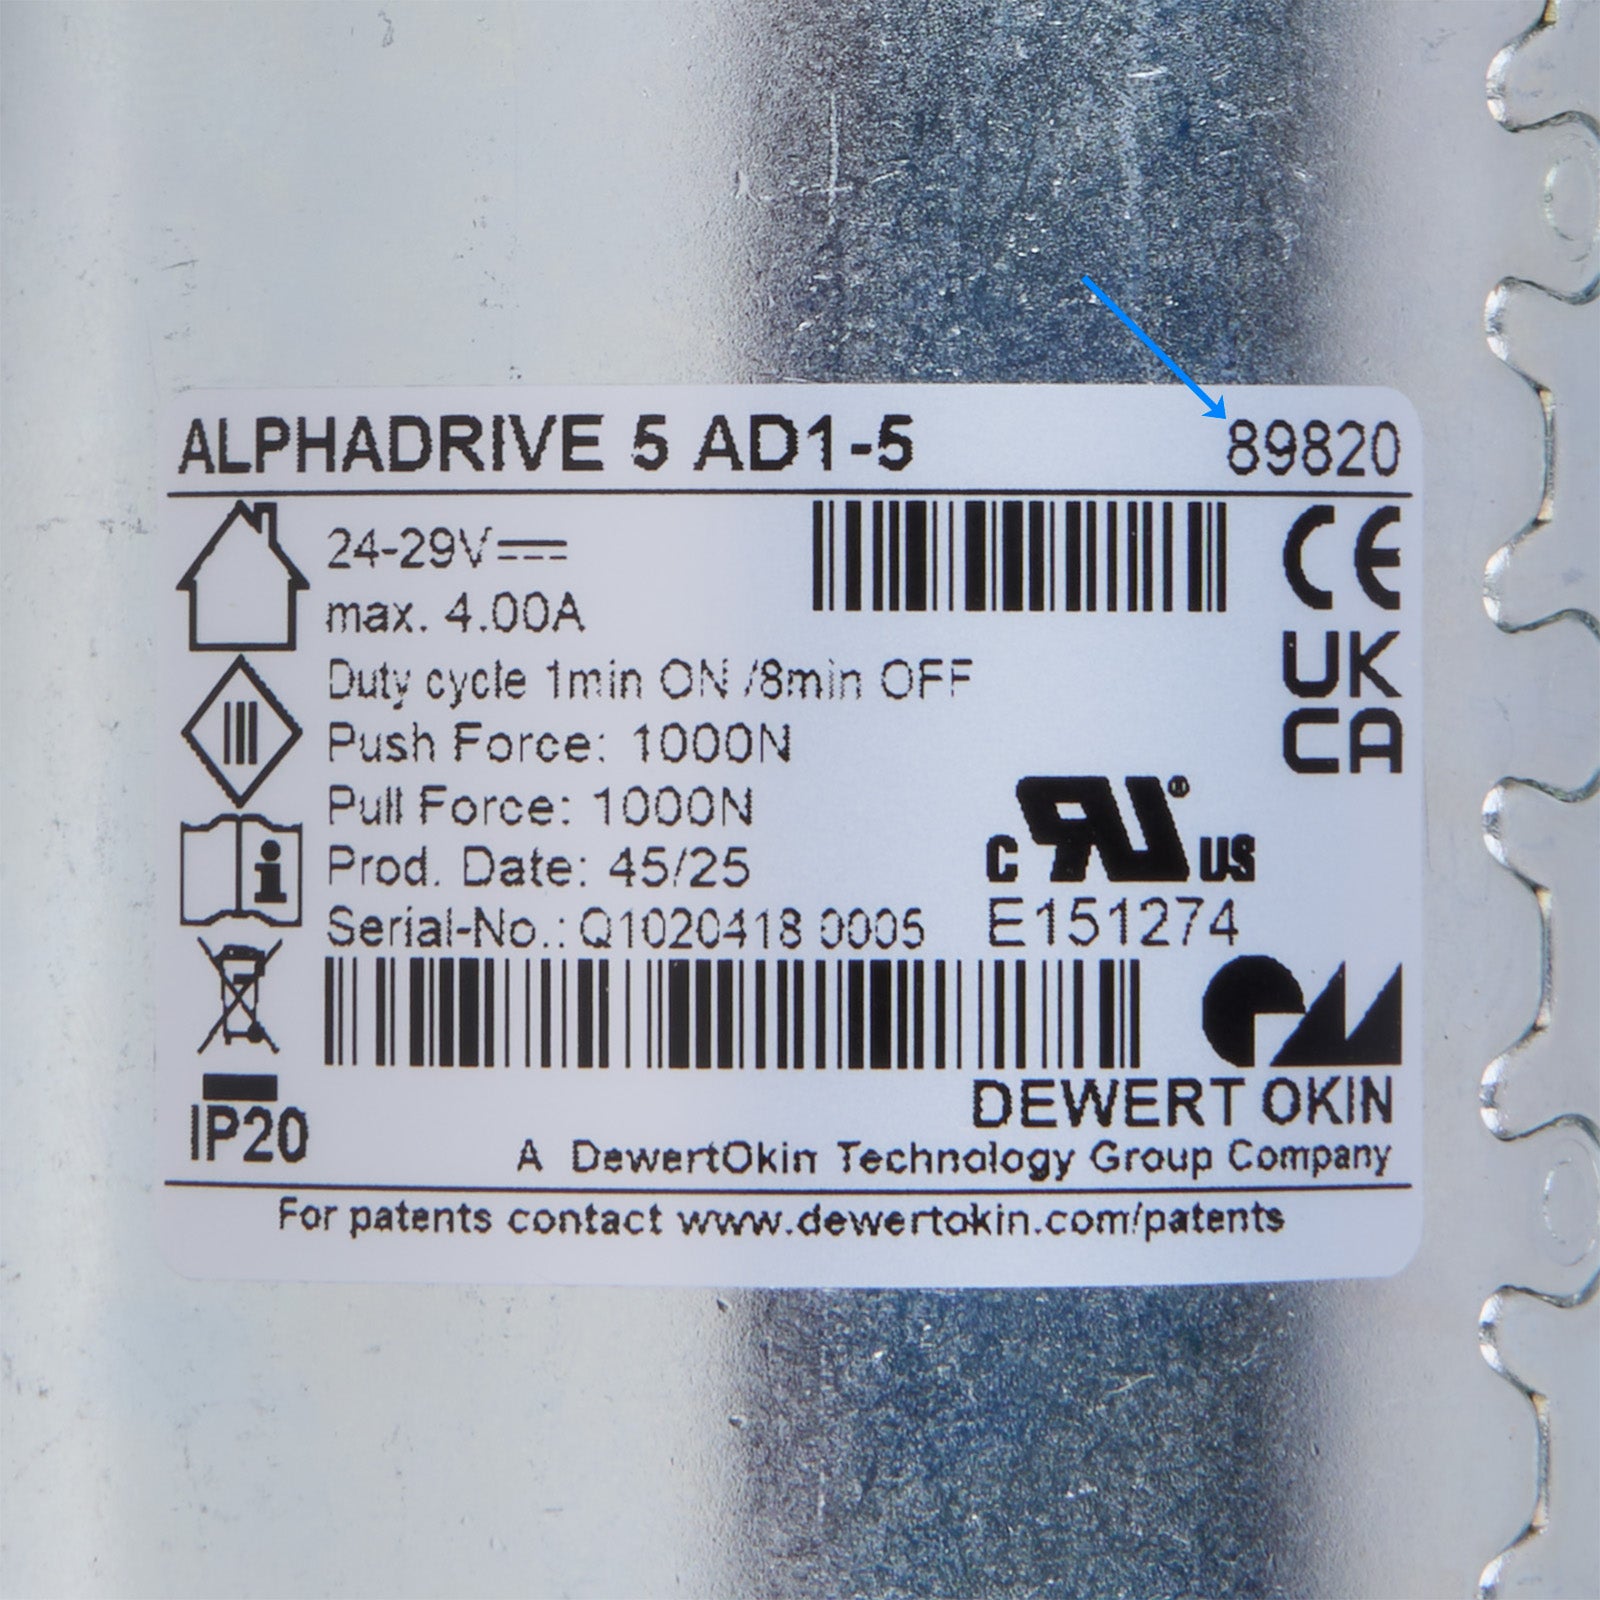 ALPHADRIVE 5 AD1-5 89820
24-29V
CE
max. 4.00A
UK
CA
Duty cycle 1min ON /8min OFF
Push Force: 1000N
Pull Force: 1000N
Prod. Date: 45/25
c RU® US
Serial-No.: Q1020418 0005
E151274
IP20
DEWERT OKIN
A DewertOkin Technology Group Company
For patents contact www.dewertokin.com/patents